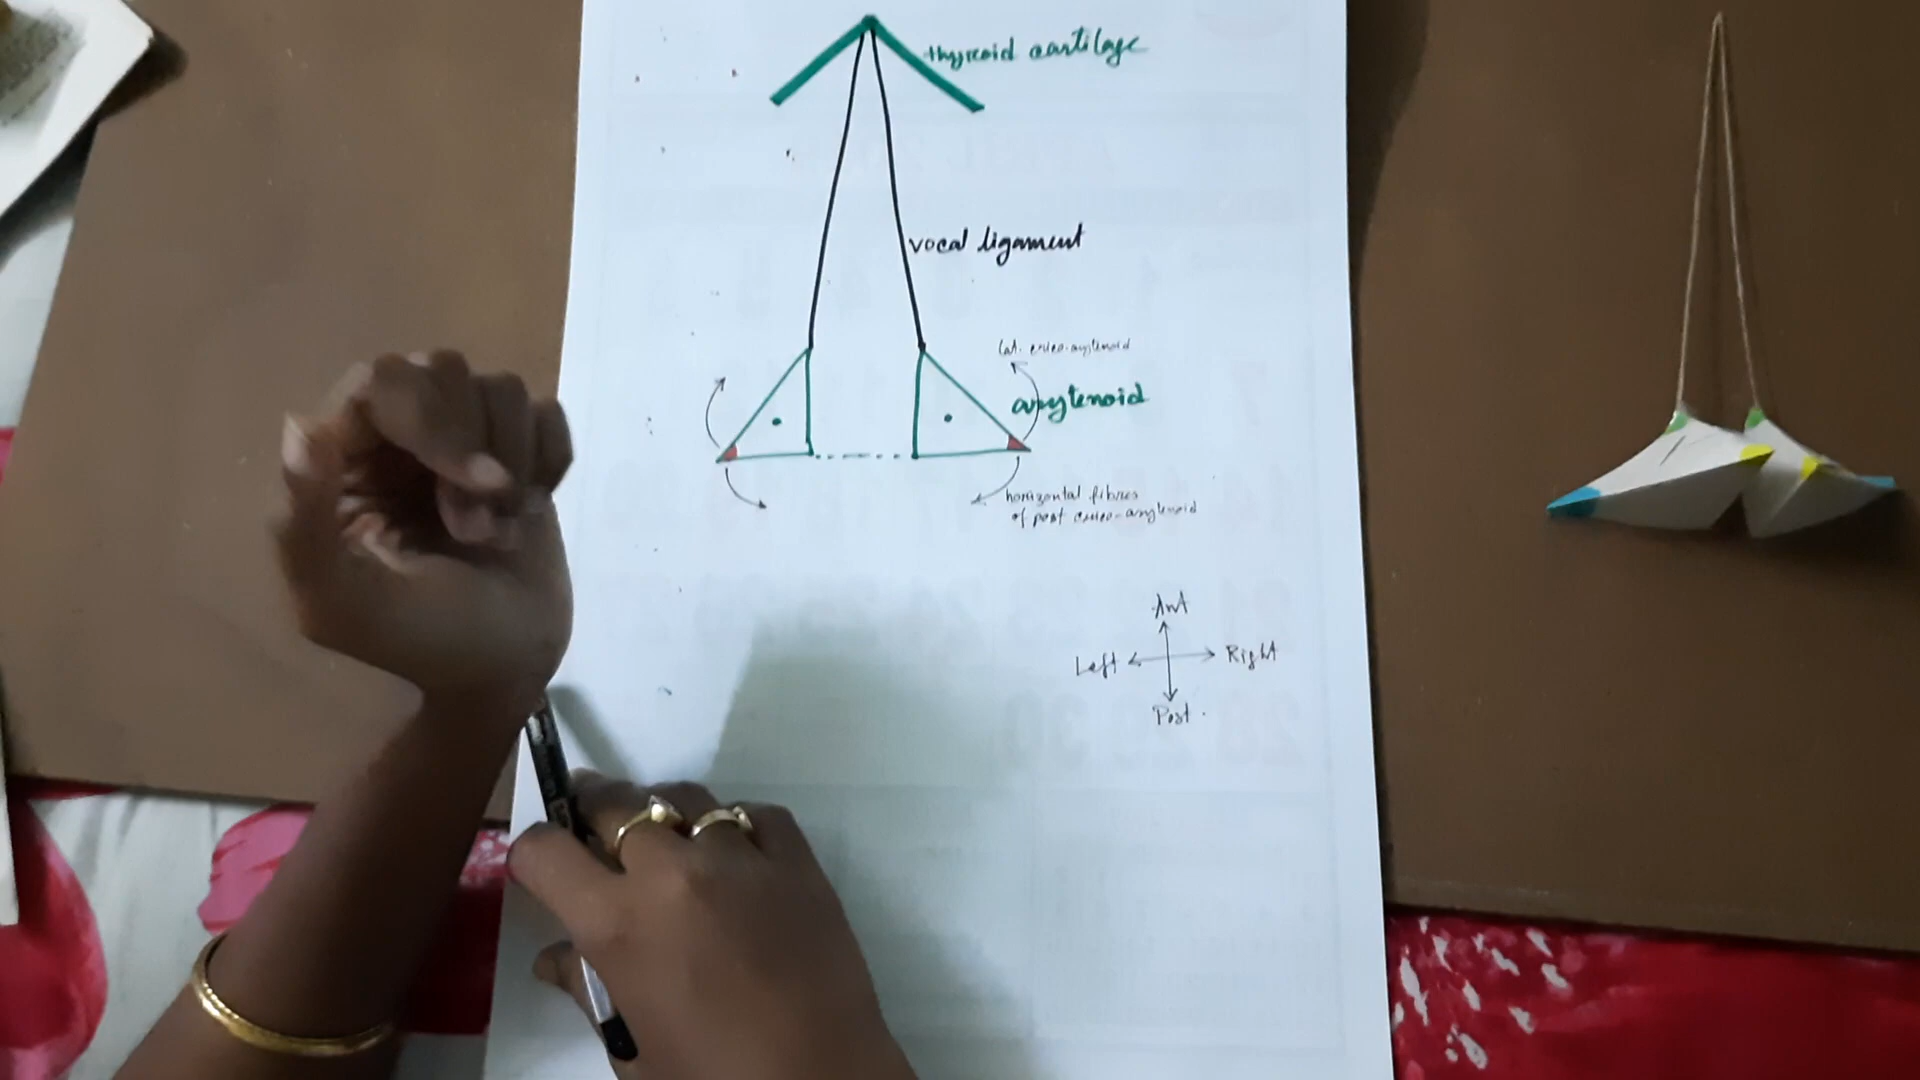 thyroid cartilage
vocal ligament
Lat. crico-arytenoid
arytenoid
horizontal fibres
of post crico-arytenoid
Ant
Left
Right
Post.